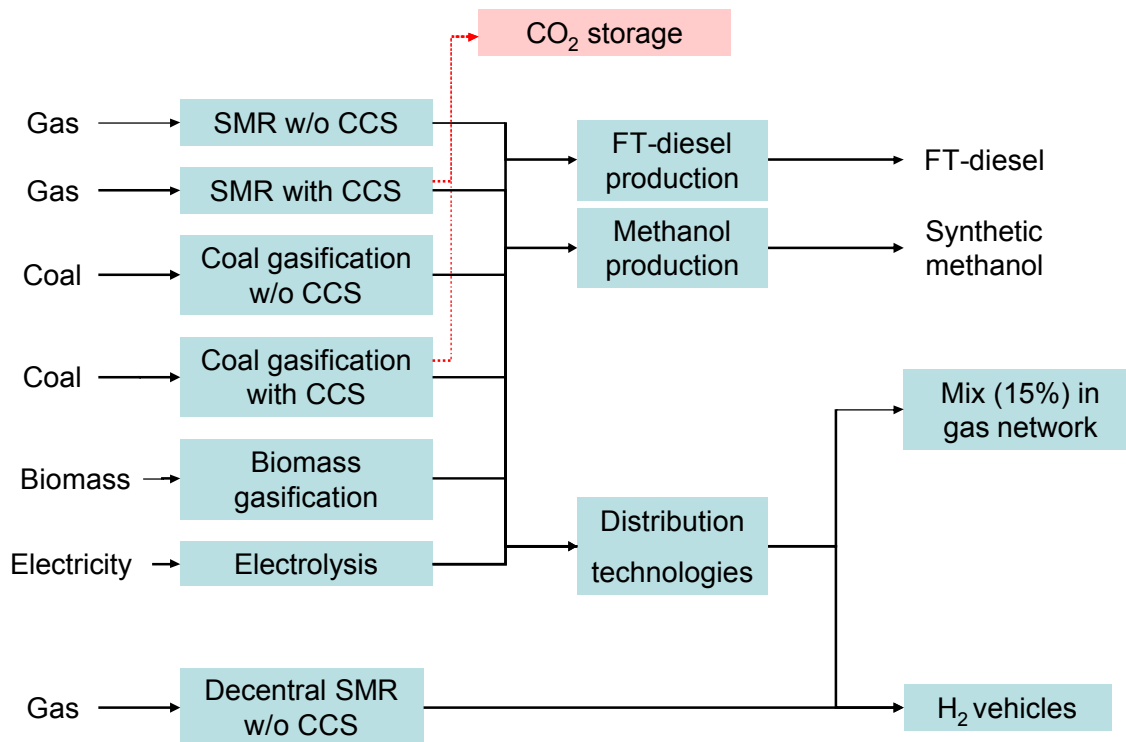 CO2 storage
Gas
SMR w/o CCS
Gas
SMR with CCS
Coal
Coal gasification
w/o CCS
Coal
Coal gasification
with CCS
Biomass
Biomass
gasification
Electricity
Electrolysis
Gas
Decentral SMR
w/o CCS
FT-diesel
production
FT-diesel
Methanol
production
Synthetic
methanol
Distribution
technologies
Mix (15%) in
gas network
H2 vehicles